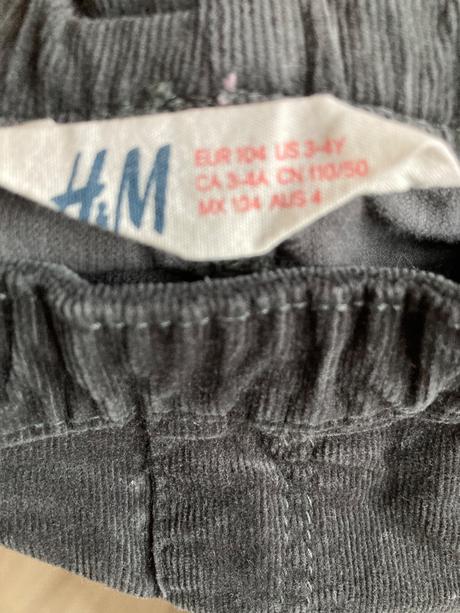 H&M
EUR 104 US 3-4Y
CA 3-4A CN 110/50
MX 104 AUS 4